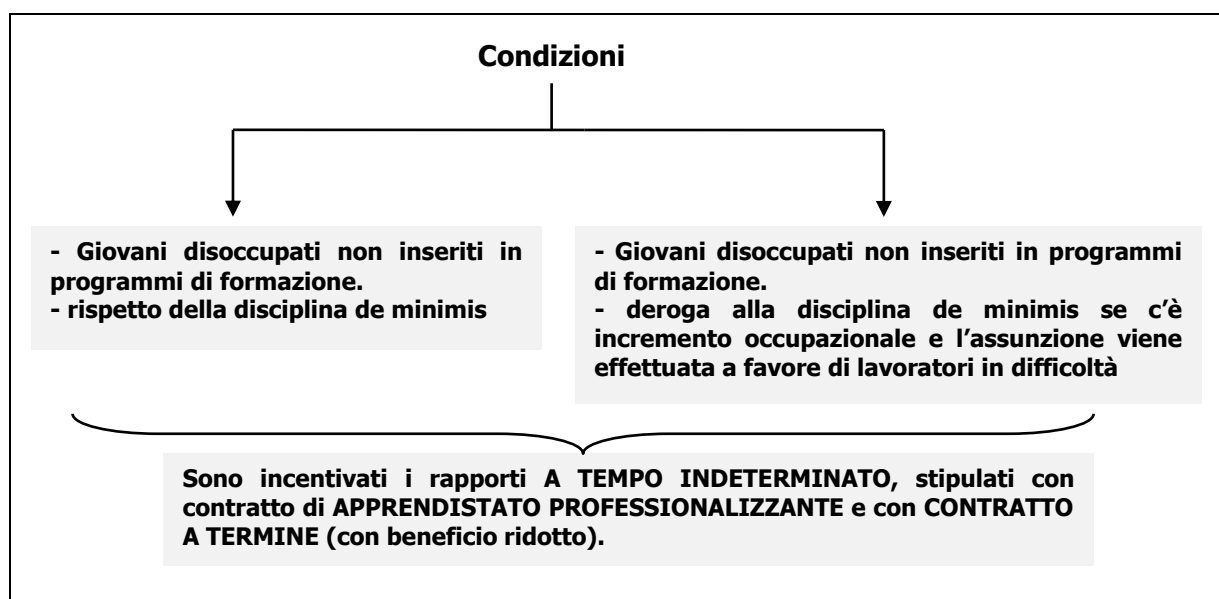 Condizioni
- Giovani disoccupati non inseriti in
programmi di formazione.
- rispetto della disciplina de minimis
- Giovani disoccupati non inseriti in programmi
di formazione.
- deroga alla disciplina de minimis se c’è
incremento occupazionale e l’assunzione viene
effettuata a favore di lavoratori in difficoltà
Sono incentivati i rapporti A TEMPO INDETERMINATO, stipulati con
contratto di APPRENDISTATO PROFESSIONALIZZANTE e con CONTRATTO
A TERMINE (con beneficio ridotto).